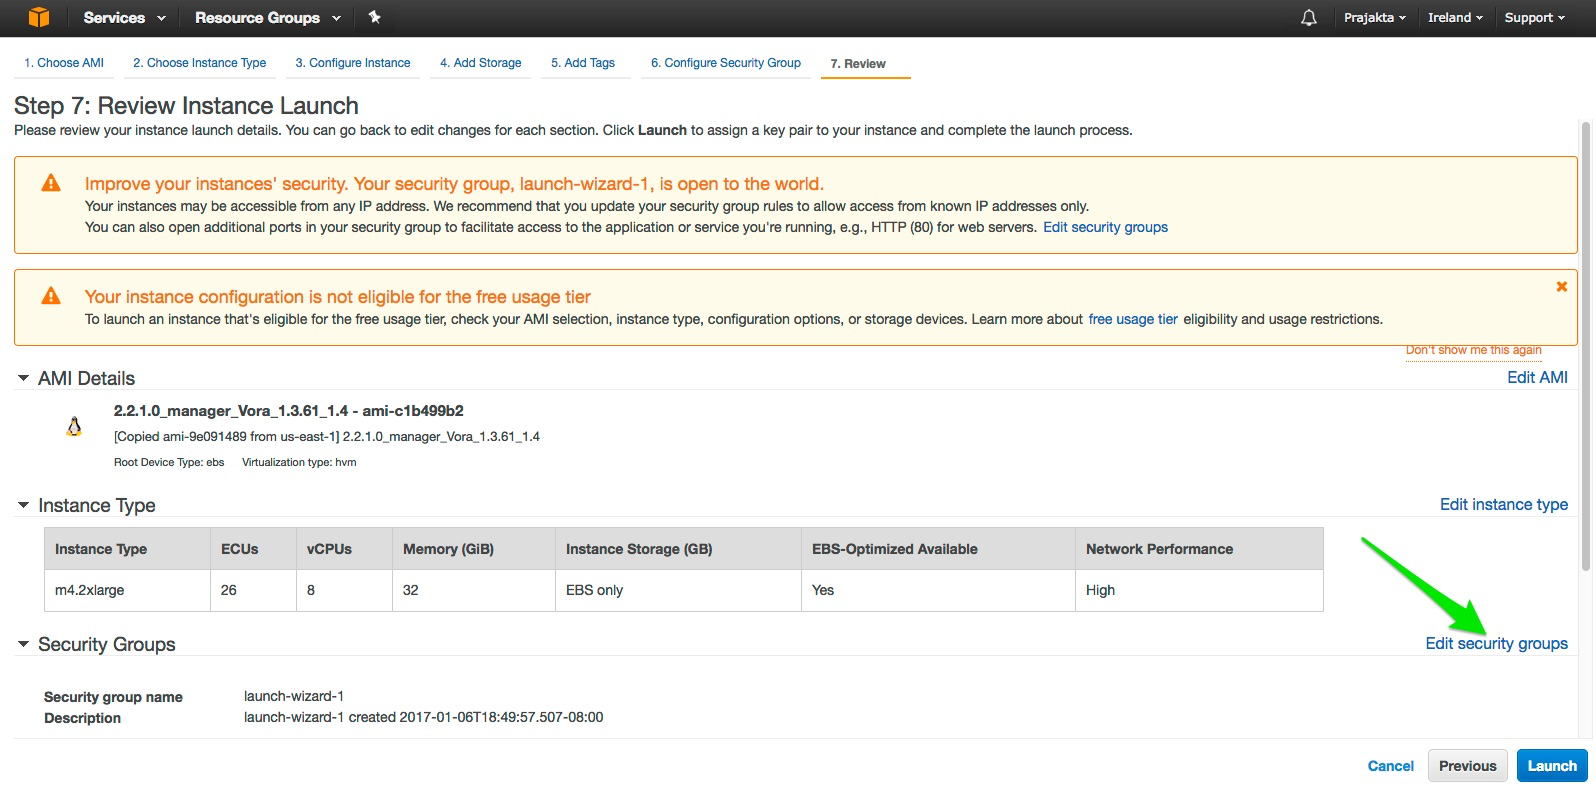 Services Resource Groups Prajakta Ireland Support
1. Choose AMI 2. Choose Instance Type 3. Configure Instance 4. Add Storage 5. Add Tags 6. Configure Security Group 7. Review
Step 7: Review Instance Launch
Please review your instance launch details. You can go back to edit changes for each section. Click Launch to assign a key pair to your instance and complete the launch process.
Improve your instances' security. Your security group, launch-wizard-1, is open to the world.
Your instances may be accessible from any IP address. We recommend that you update your security group rules to allow access from known IP addresses only.
You can also open additional ports in your security group to facilitate access to the application or service you're running, e.g., HTTP (80) for web servers. Edit security groups
Your instance configuration is not eligible for the free usage tier
To launch an instance that's eligible for the free usage tier, check your AMI selection, instance type, configuration options, or storage devices. Learn more about free usage tier eligibility and usage restrictions.
Don't show me this again
AMI Details Edit AMI
2.2.1.0_manager_Vora_1.3.61_1.4 - ami-c1b499b2
[Copied ami-9e091489 from us-east-1] 2.2.1.0_manager_Vora_1.3.61_1.4
Root Device Type: ebs Virtualization type: hvm
Instance Type Edit instance type
Instance Type ECUs vCPUs Memory (GiB) Instance Storage (GB) EBS-Optimized Available Network Performance
m4.2xlarge 26 8 32 EBS only Yes High
Security Groups Edit security groups
Security group name launch-wizard-1
Description launch-wizard-1 created 2017-01-06T18:49:57.507-08:00
Cancel Previous Launch